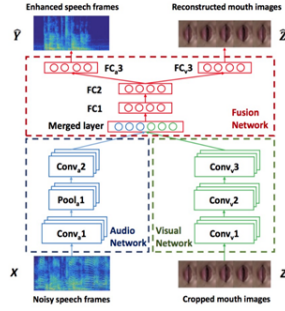 Enhanced speech frames
Reconstructed mouth images
Ŷ
Ẑ
FCa3
FCv3
FC2
FC1
Merged layer
Fusion
Network
Conva2
Convv3
Poola1
Convv2
Conva1
Audio
Network
Visual
Network
Convv1
X
Z
Noisy speech frames
Cropped mouth images